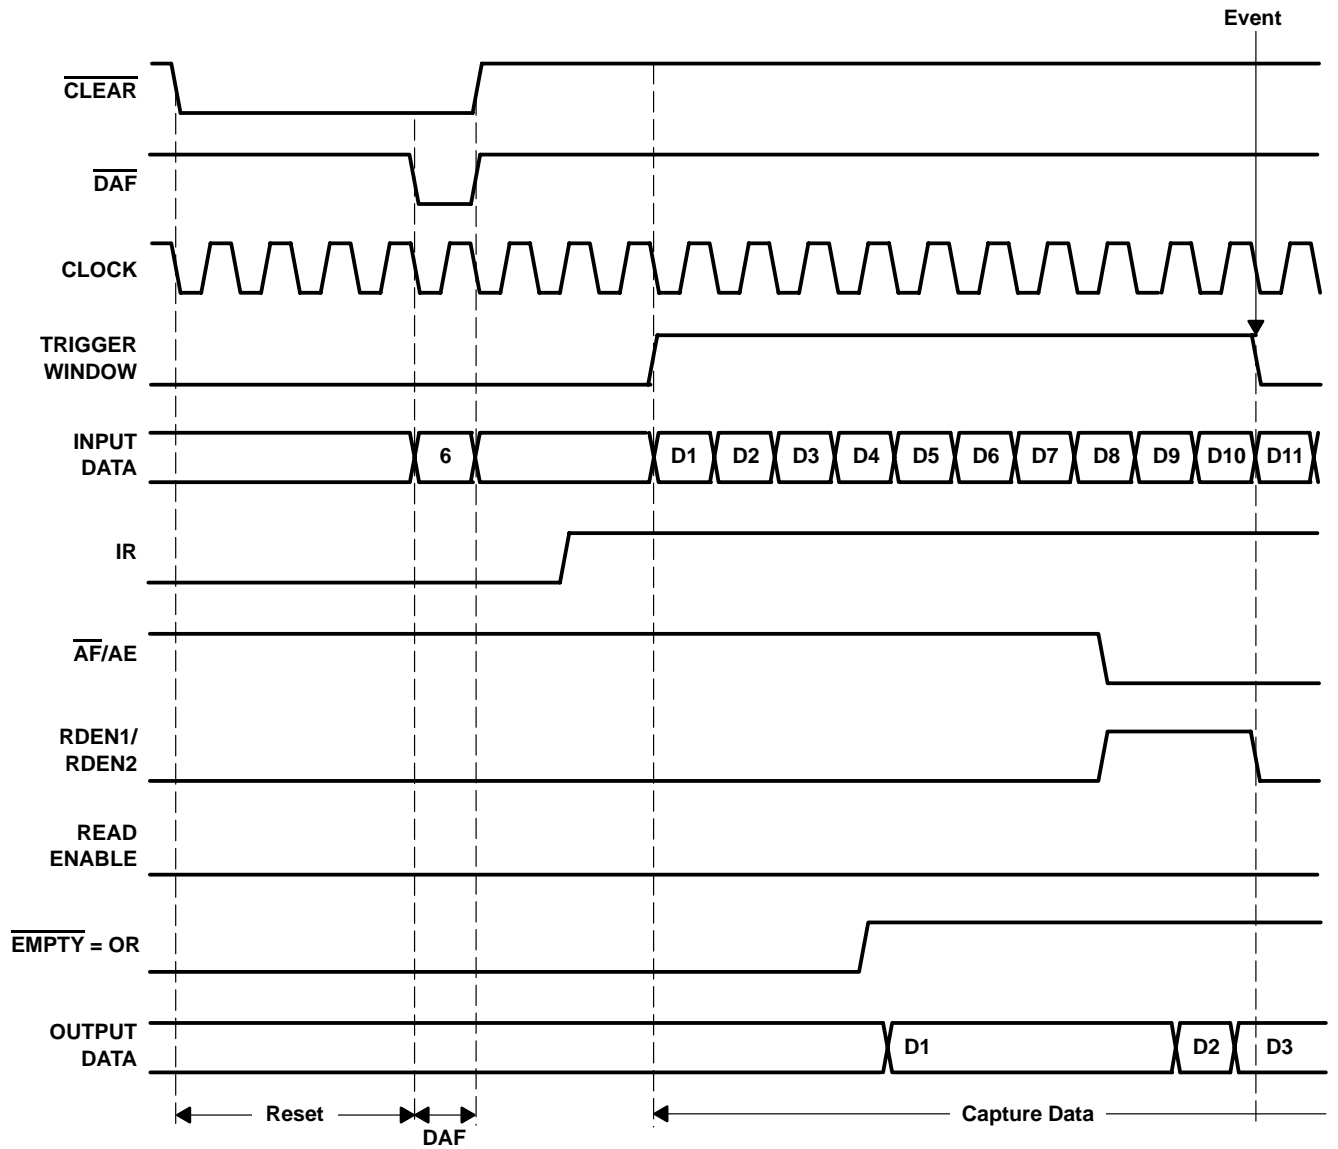 Event
CLEAR
DAF
CLOCK
TRIGGER
WINDOW
INPUT
DATA
6
D1
D2
D3
D4
D5
D6
D7
D8
D9
D10
D11
IR
AF/AE
RDEN1/
RDEN2
READ
ENABLE
EMPTY = OR
OUTPUT
DATA
D1
D2
D3
Reset
DAF
Capture Data